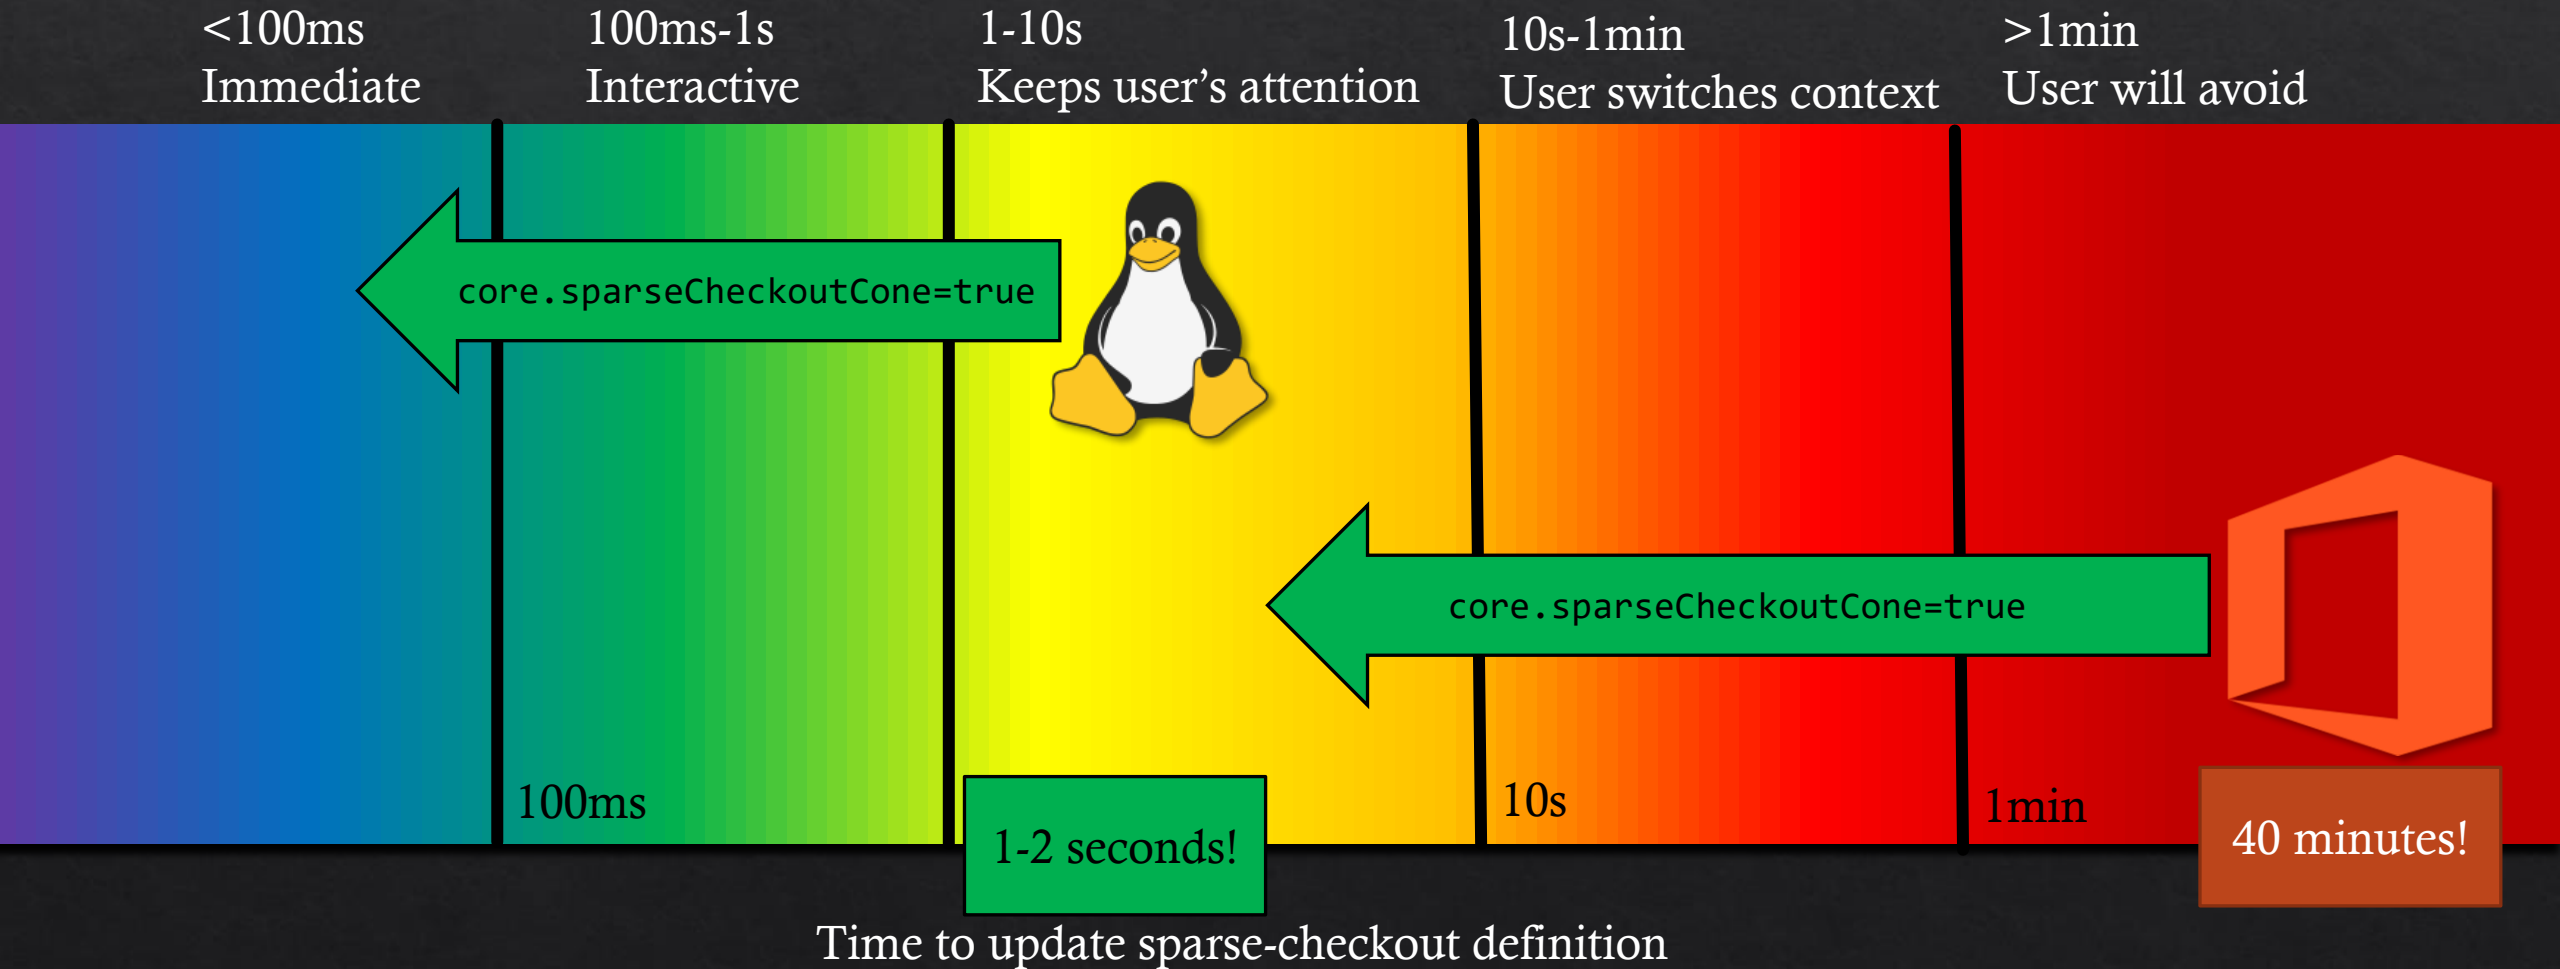 <100ms
Immediate
100ms-1s
Interactive
1-10s
Keeps user’s attention
10s-1min
User switches context
>1min
User will avoid
core.sparseCheckoutCone=true
core.sparseCheckoutCone=true
100ms
1-2 seconds!
10s
1min
40 minutes!
Time to update sparse-checkout definition